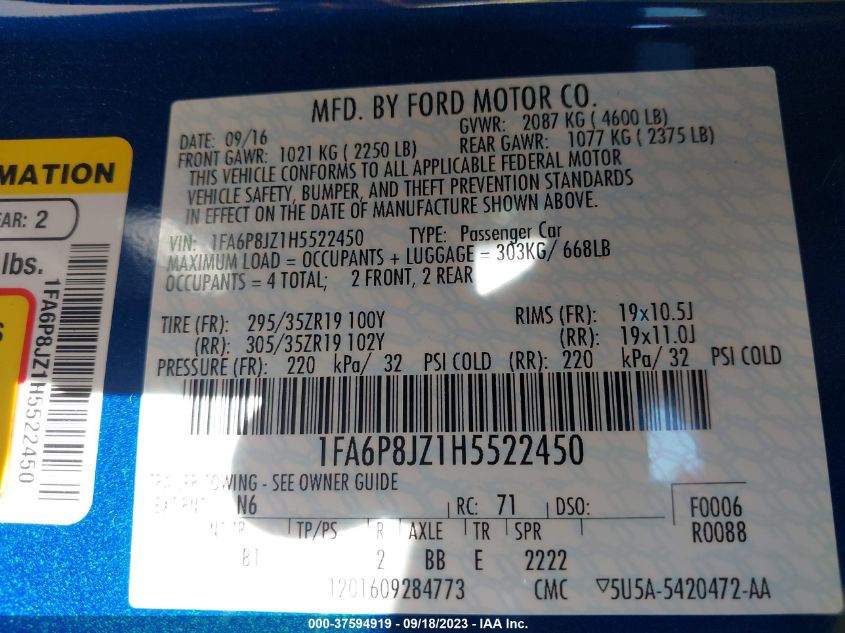 MFD. BY FORD MOTOR CO.
DATE: 09/16 GVWR: 2087 KG ( 4600 LB)
FRONT GAWR: 1021 KG ( 2250 LB) REAR GAWR: 1077 KG ( 2375 LB)
THIS VEHICLE CONFORMS TO ALL APPLICABLE FEDERAL MOTOR
VEHICLE SAFETY, BUMPER, AND THEFT PREVENTION STANDARDS
IN EFFECT ON THE DATE OF MANUFACTURE SHOWN ABOVE.
VIN: 1FA6P8JZ1H5522450 TYPE: Passenger Car
MAXIMUM LOAD = OCCUPANTS + LUGGAGE = 303KG/ 668LB
OCCUPANTS = 4 TOTAL; 2 FRONT, 2 REAR
TIRE (FR): 295/35ZR19 100Y RIMS (FR): 19x10.5J
(RR): 305/35ZR19 102Y (RR): 19x11.0J
PRESSURE (FR): 220 kPa/ 32 PSI COLD (RR): 220 kPa/ 32 PSI COLD
1FA6P8JZ1H5522450
TOWING - SEE OWNER GUIDE
N6 RC: 71 DSO: F0006
TP/PS R AXLE TR SPR R0088
B1 2 BB E 2222
1201609284773 CMC ▽5U5A-5420472-AA
MATION
EAR: 2
lbs.
S
1FA6P8JZ1H5522450
000-37594919 - 09/18/2023 - IAA Inc.